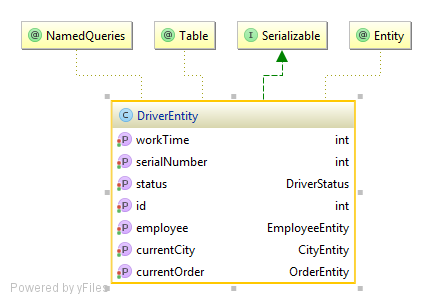 @ NamedQueries
@ Table
I Serializable
@ Entity
C DriverEntity
P workTime int
P serialNumber int
P status DriverStatus
P id int
P employee EmployeeEntity
P currentCity CityEntity
P currentOrder OrderEntity
Powered by yFiles